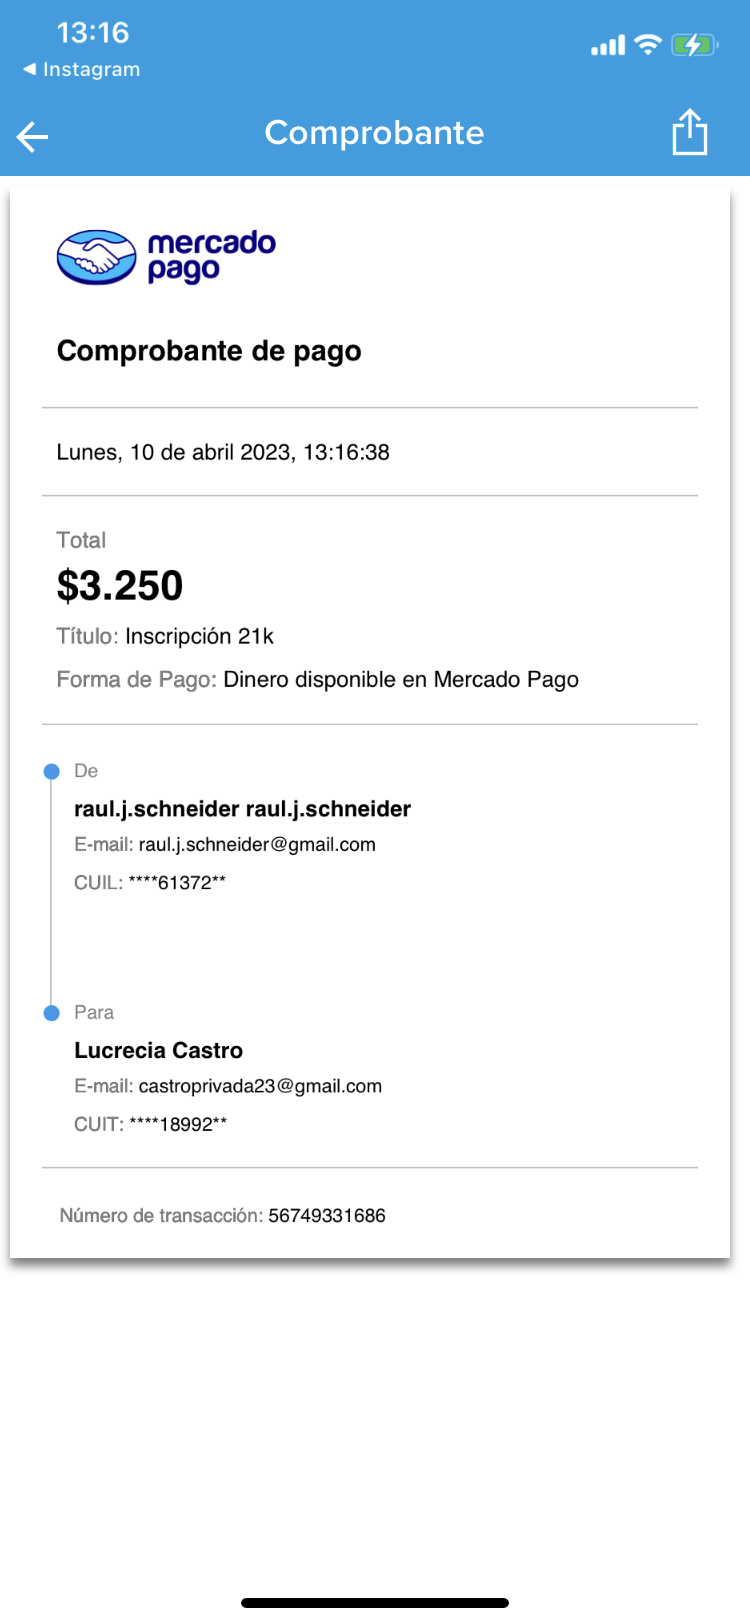 13:16
◀ Instagram
Comprobante
mercado
pago
Comprobante de pago
Lunes, 10 de abril 2023, 13:16:38
Total
$3.250
Título: Inscripción 21k
Forma de Pago: Dinero disponible en Mercado Pago
De
raul.j.schneider raul.j.schneider
E-mail: raul.j.schneider@gmail.com
CUIL: ****61372**
Para
Lucrecia Castro
E-mail: castroprivada23@gmail.com
CUIT: ****18992**
Número de transacción: 56749331686